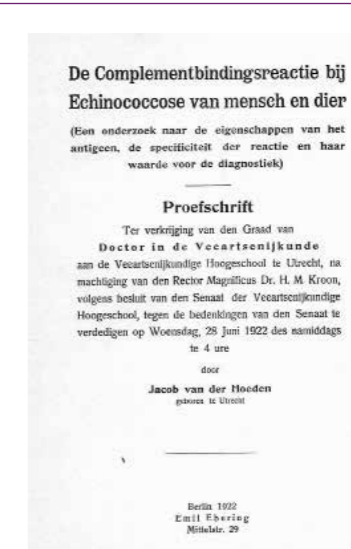 De Complementbindingsreactie bij
Echinococcose van mensch en dier
(Een onderzoek naar de eigenschappen van het
antigeen, de specificiteit der reactie en haar
waarde voor de diagnostiek)
Proefschrift
Ter verkrijging van den Graad van
Doctor in de Veeartsenijkunde
aan de Veeartsenijkundige Hoogeschool te Utrecht, na
machtiging van den Rector Magnificus Dr. H. M. Kroon,
volgens besluit van den Senaat der Veeartsenijkundige
Hoogeschool, tegen de bedenkingen van den Senaat te
verdedigen op Woensdag, 28 Juni 1922 des namiddags
te 4 ure
door
Jacob van der Hoeden
geboren te Utrecht
Berlin 1922
Emil Ebering
Mittelstr. 29